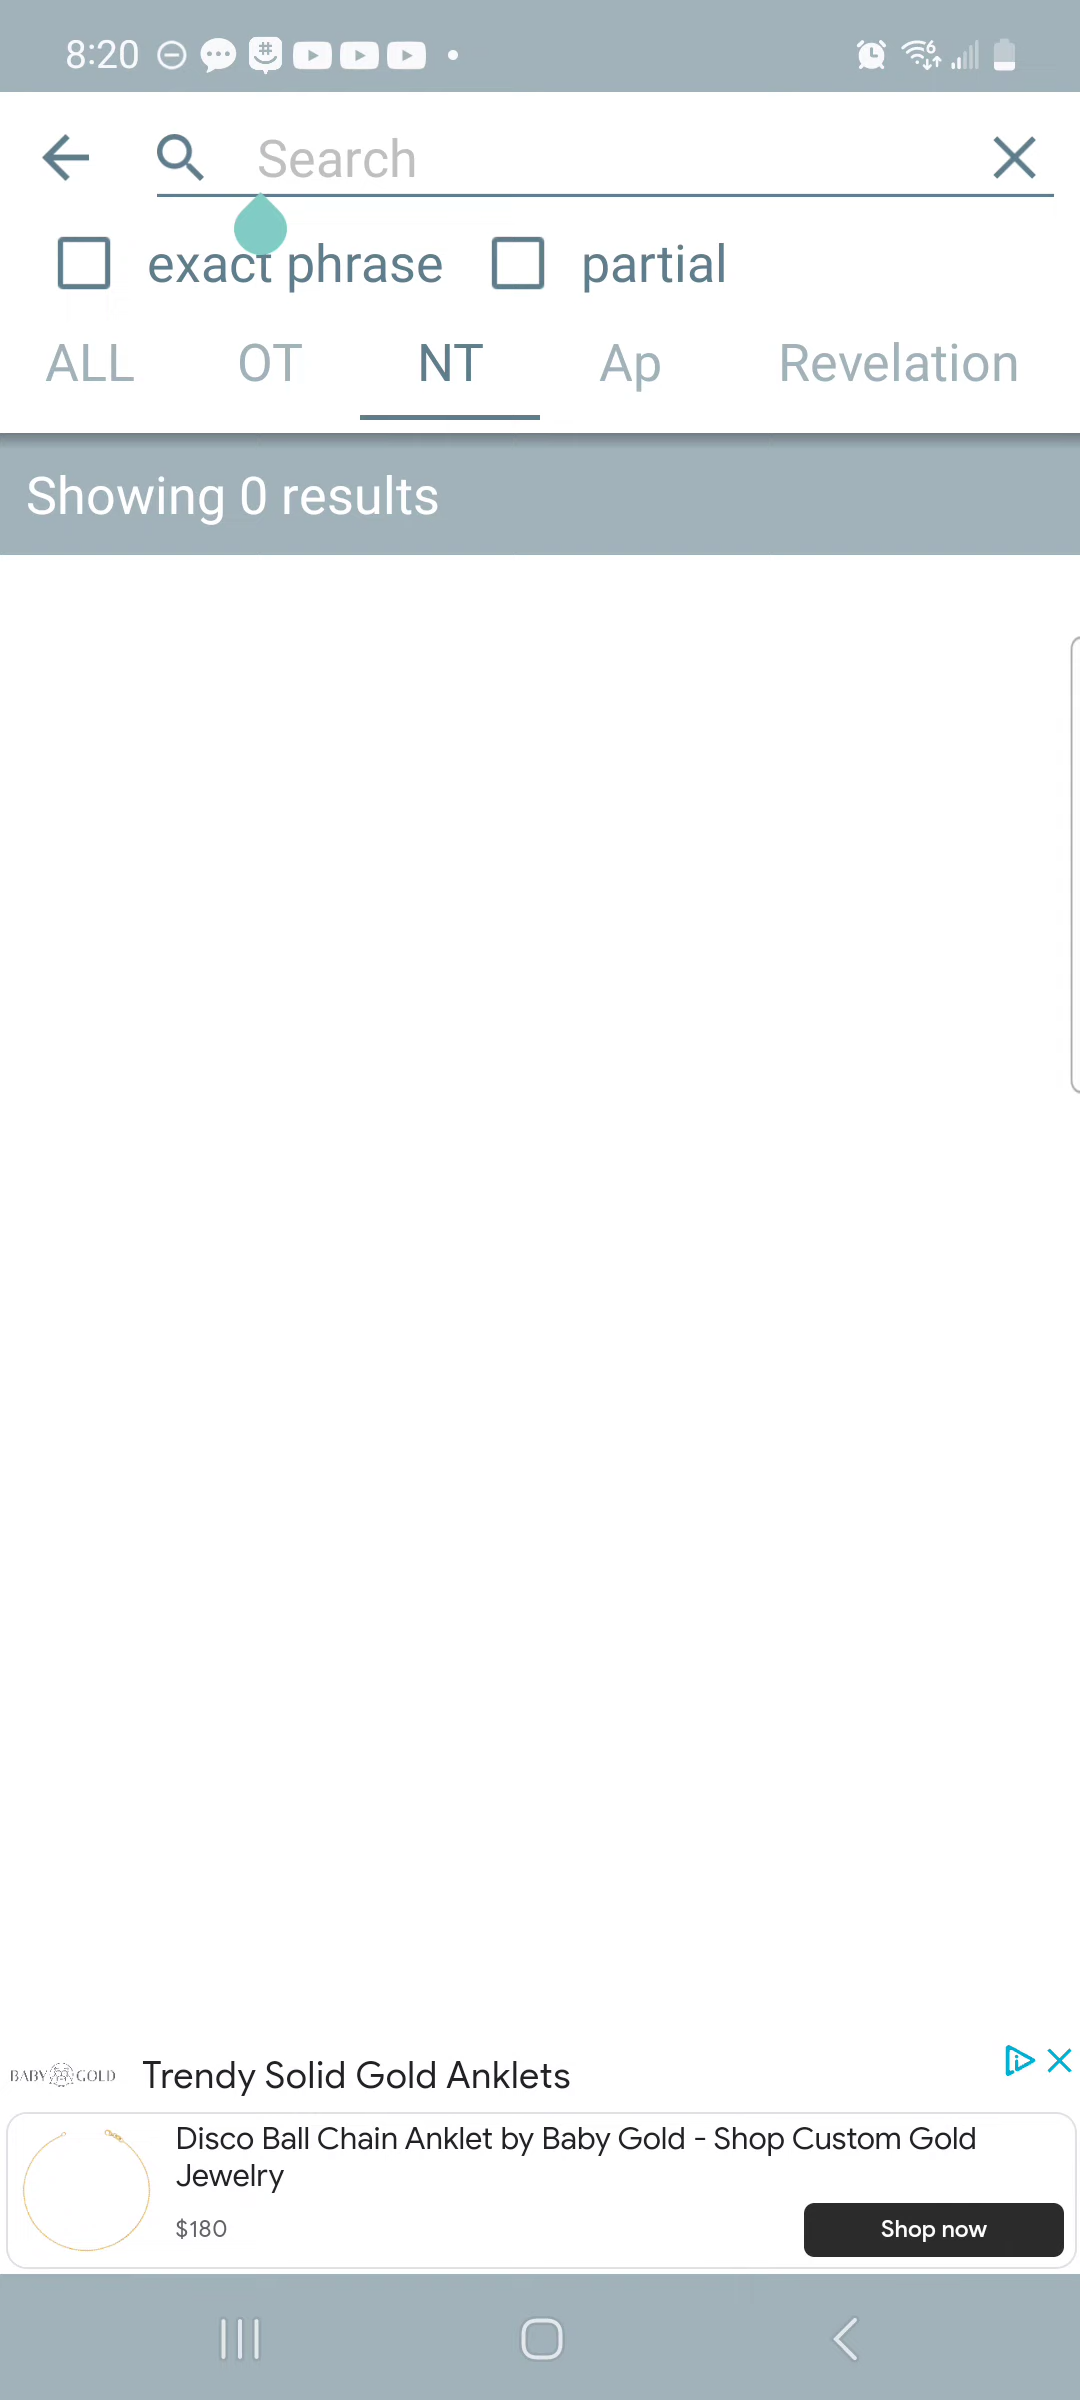 8:20
Search
exact phrase partial
ALL OT NT Ap Revelation
Showing 0 results
BABY GOLD Trendy Solid Gold Anklets
Disco Ball Chain Anklet by Baby Gold - Shop Custom Gold
Jewelry
$180
Shop now